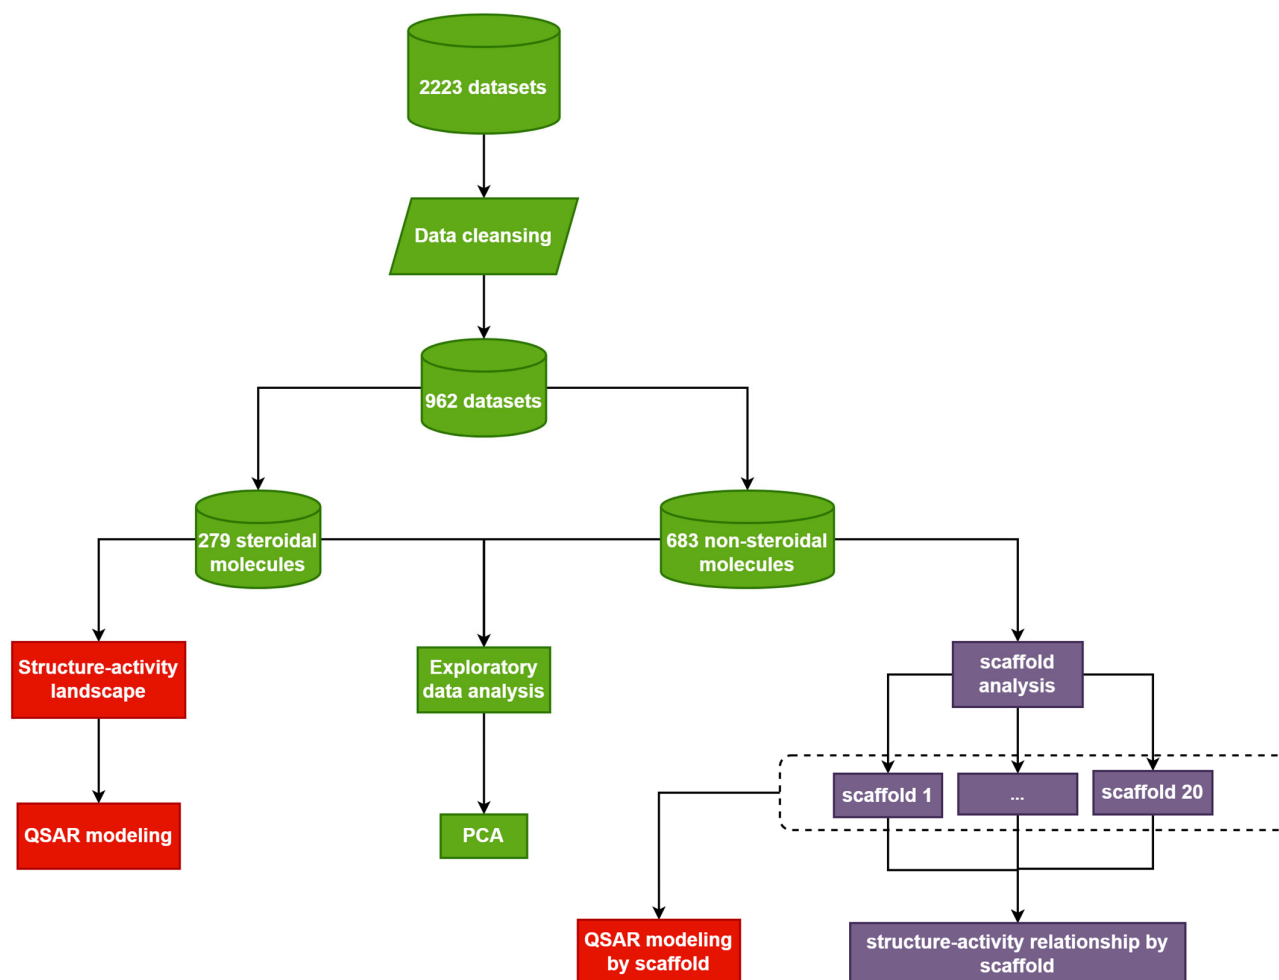 2223 datasets
Data cleansing
962 datasets
279 steroidal
molecules
683 non-steroidal
molecules
Structure-activity
landscape
Exploratory
data analysis
scaffold
analysis
scaffold 1
...
scaffold 20
QSAR modeling
PCA
QSAR modeling
by scaffold
structure-activity relationship by
scaffold